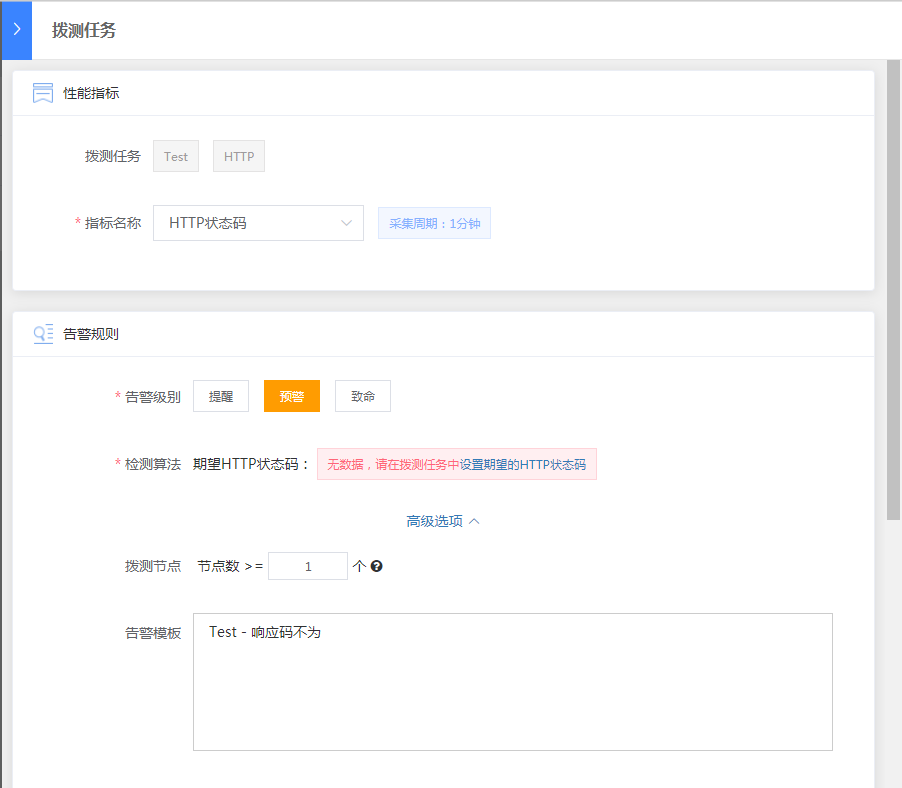 拨测任务
性能指标
拨测任务 Test HTTP
* 指标名称 HTTP状态码 采集周期：1分钟
告警规则
* 告警级别 提醒 预警 致命
* 检测算法 期望HTTP状态码： 无数据，请在拨测任务中设置期望的HTTP状态码
高级选项
拨测节点 节点数 >= 1 个
告警模板 Test - 响应码不为